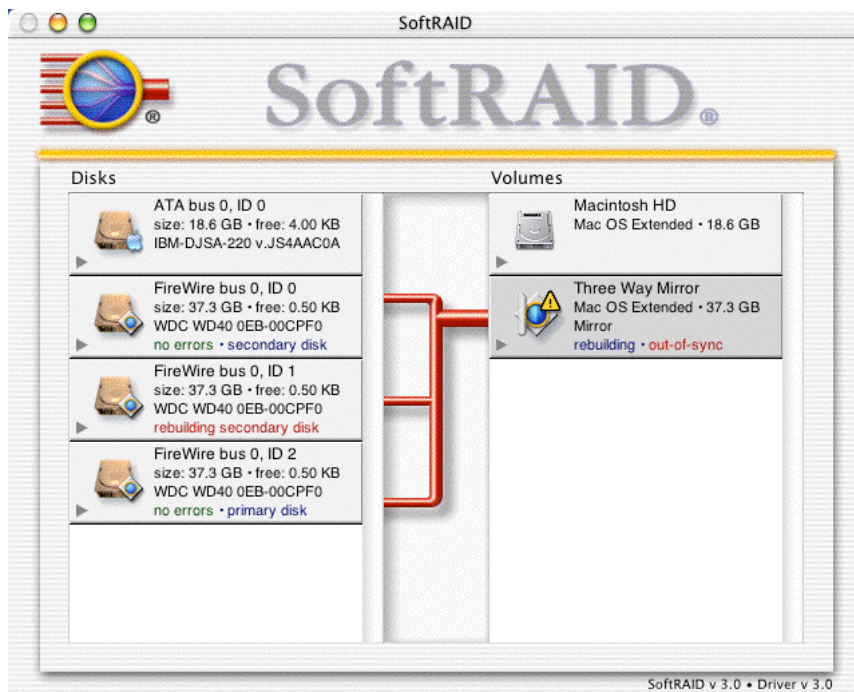 SoftRAID
®
SoftRAID®
Disks
ATA bus 0, ID 0
size: 18.6 GB • free: 4.00 KB
IBM-DJSA-220 v.JS4AAC0A
FireWire bus 0, ID 0
size: 37.3 GB • free: 0.50 KB
WDC WD40 0EB-00CPF0
no errors • secondary disk
FireWire bus 0, ID 1
size: 37.3 GB • free: 0.50 KB
WDC WD40 0EB-00CPF0
rebuilding secondary disk
FireWire bus 0, ID 2
size: 37.3 GB • free: 0.50 KB
WDC WD40 0EB-00CPF0
no errors • primary disk
Volumes
Macintosh HD
Mac OS Extended • 18.6 GB
Three Way Mirror
Mac OS Extended • 37.3 GB
Mirror
rebuilding • out-of-sync
SoftRAID v 3.0 • Driver v 3.0